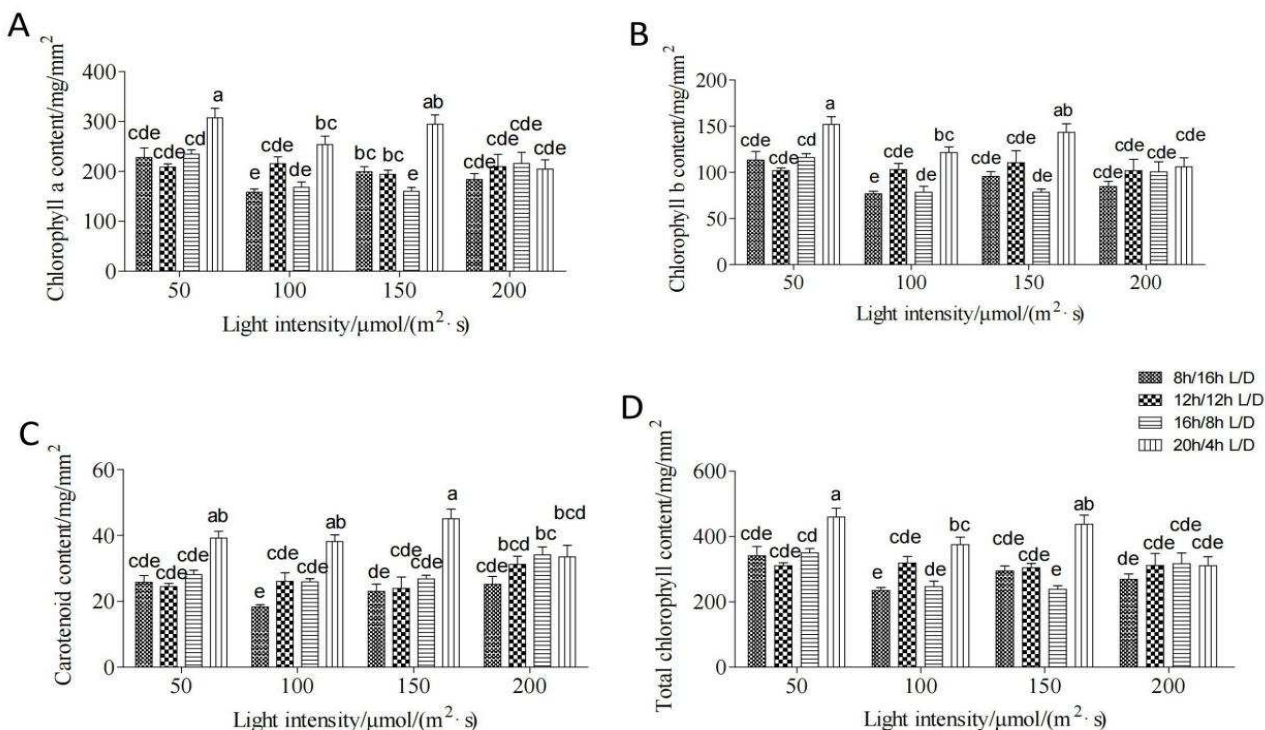 A
Chlorophyll a content/mg/mm²
400
300
200
100
0
cde
cde
cd
a
e
cde
de
bc
bc
bc
e
ab
cde
cde
cde
cde
50
100
150
200
Light intensity/μmol/(m²· s)
B
Chlorophyll b content/mg/mm²
200
150
100
50
0
cde
cde
cd
a
e
cde
de
bc
cde
cde
de
ab
cde
cde
cde
cde
50
100
150
200
Light intensity/μmol/(m²· s)
8h/16h L/D
12h/12h L/D
16h/8h L/D
20h/4h L/D
C
Carotenoid content/mg/mm²
60
40
20
0
cde
cde
cde
ab
e
cde
cde
ab
de
cde
cde
a
cde
bcd
bc
bcd
50
100
150
200
Light intensity/μmol/(m²· s)
D
Total chlorophyll content/mg/mm²
600
400
200
0
cde
cde
cd
a
e
cde
de
bc
cde
cde
e
ab
de
cde
cde
cde
50
100
150
200
Light intensity/μmol/(m²· s)